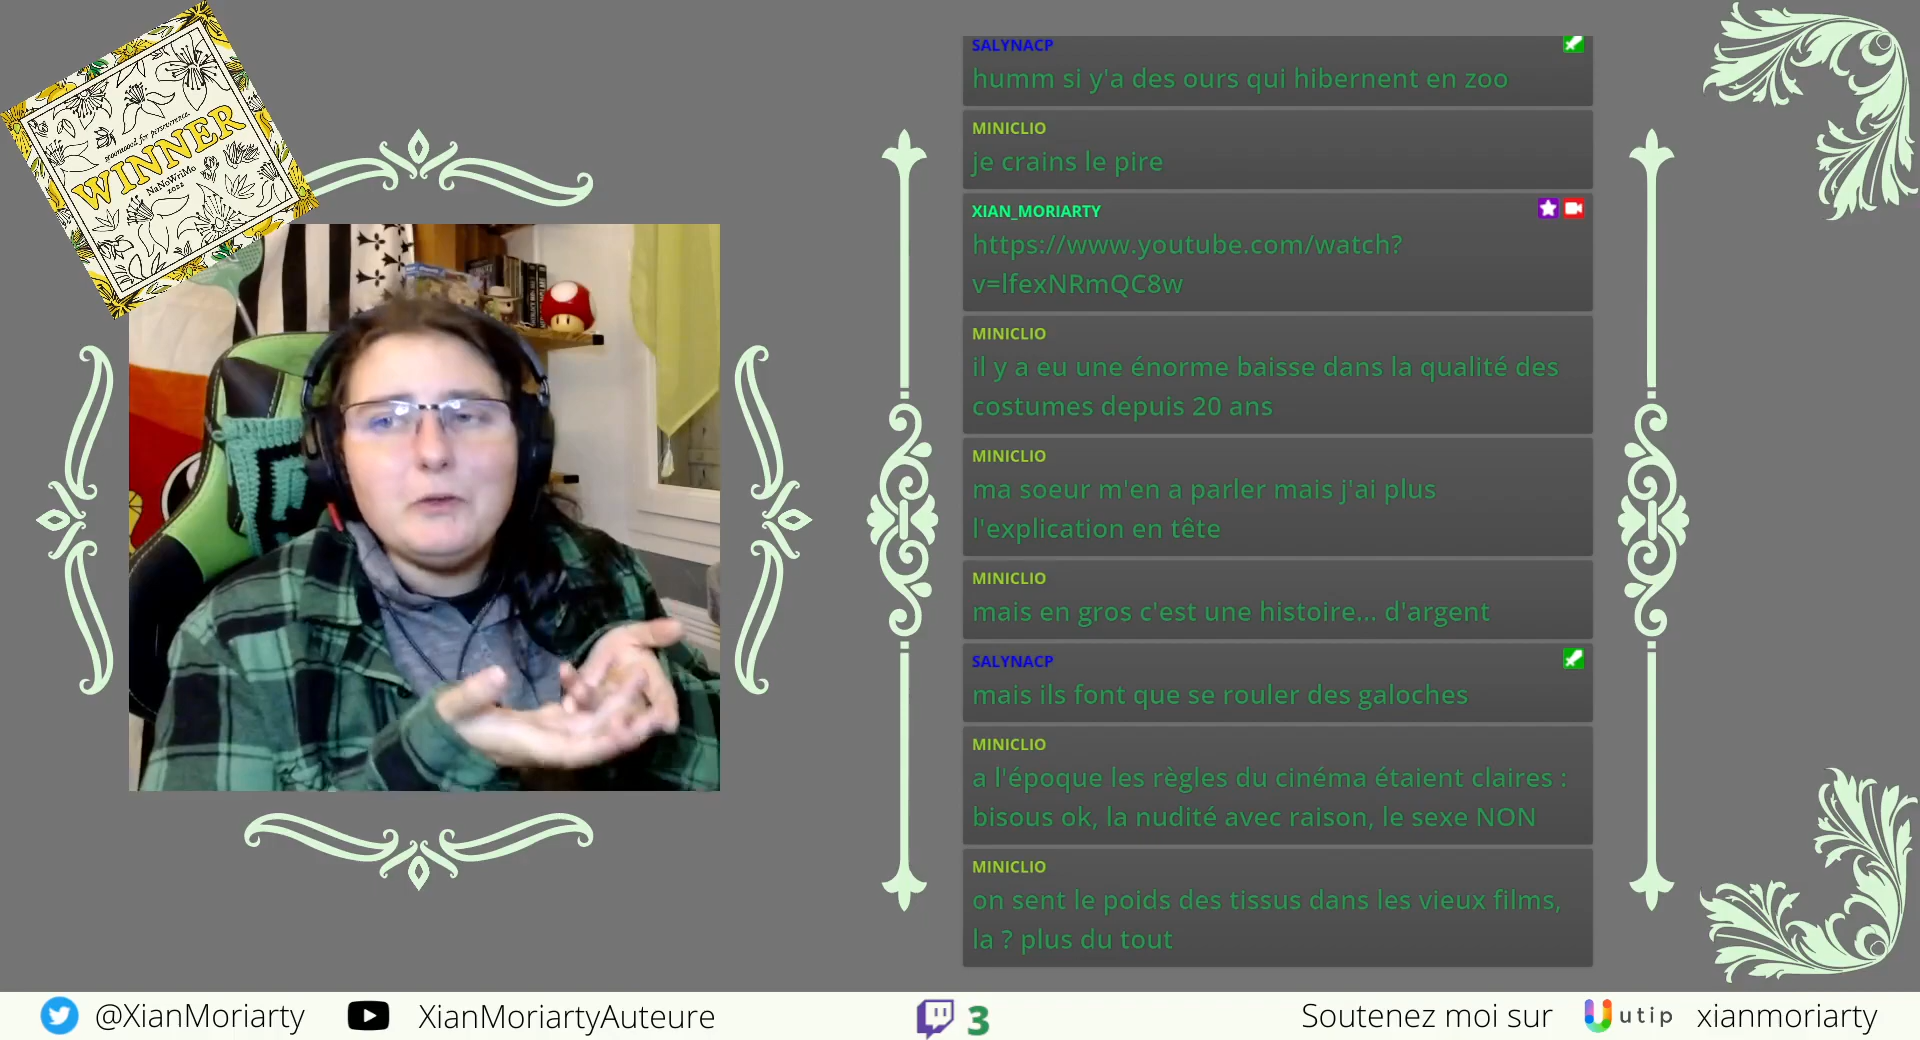 Recommended for perseverance.
WINNER
NaNoWriMo
2022
SALYNACP
humm si y'a des ours qui hibernent en zoo
MINICLIO
je crains le pire
XIAN_MORIARTY
https://www.youtube.com/watch?
v=lfexNRmQC8w
MINICLIO
il y a eu une énorme baisse dans la qualité des
costumes depuis 20 ans
MINICLIO
ma soeur m'en a parler mais j'ai plus
l'explication en tête
MINICLIO
mais en gros c'est une histoire... d'argent
SALYNACP
mais ils font que se rouler des galoches
MINICLIO
a l'époque les règles du cinéma étaient claires :
bisous ok, la nudité avec raison, le sexe NON
MINICLIO
on sent le poids des tissus dans les vieux films,
la ? plus du tout
@XianMoriarty
XianMoriartyAuteure
3
Soutenez moi sur
utip
xianmoriarty